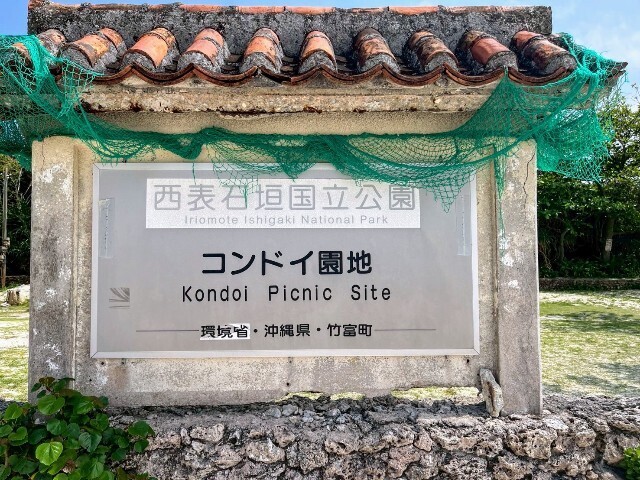 西表石垣国立公園
Iriomote Ishigaki National Park
コンドイ園地
Kondoi Picnic Site
環境省・沖縄県・竹富町